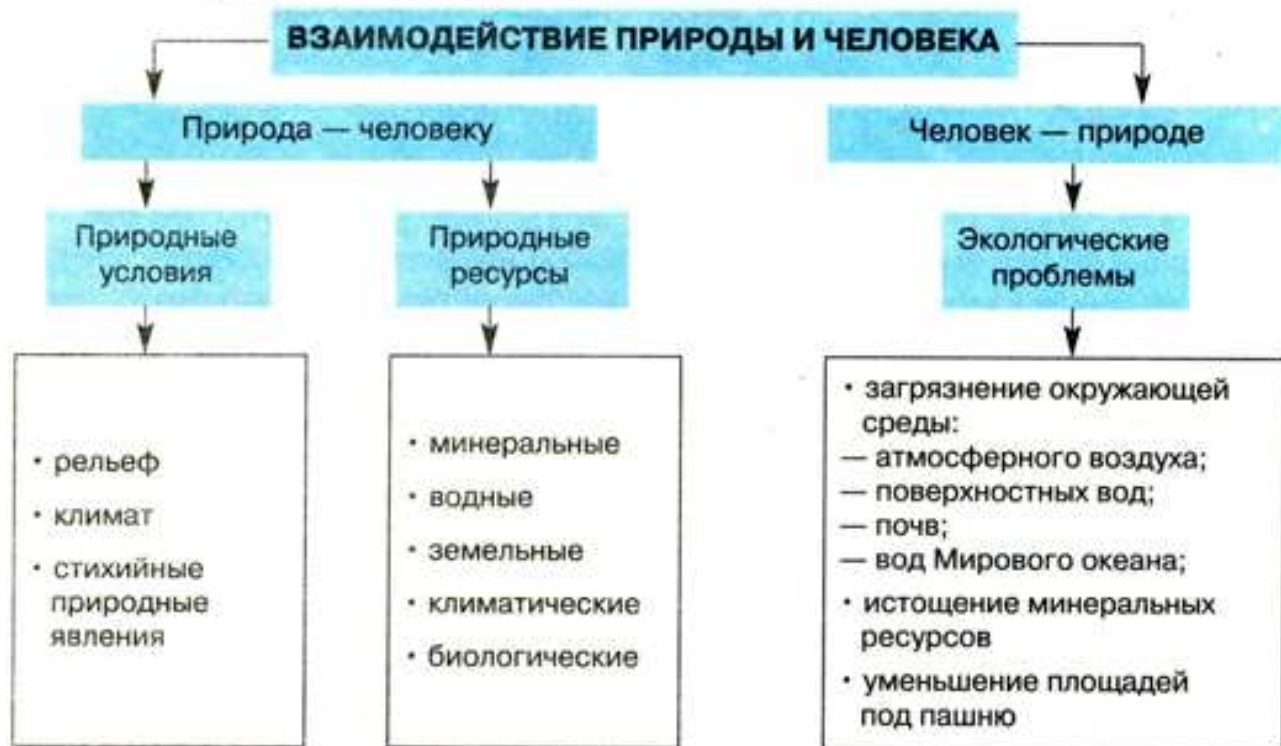 ВЗАИМОДЕЙСТВИЕ ПРИРОДЫ И ЧЕЛОВЕКА
Природа — человеку
Человек — природе
Природные
условия
Природные
ресурсы
Экологические
проблемы
• рельеф
• климат
• стихийные
природные
явления
• минеральные
• водные
• земельные
• климатические
• биологические
• загрязнение окружающей
среды:
— атмосферного воздуха;
— поверхностных вод;
— почв;
— вод Мирового океана;
• истощение минеральных
ресурсов
• уменьшение площадей
под пашню